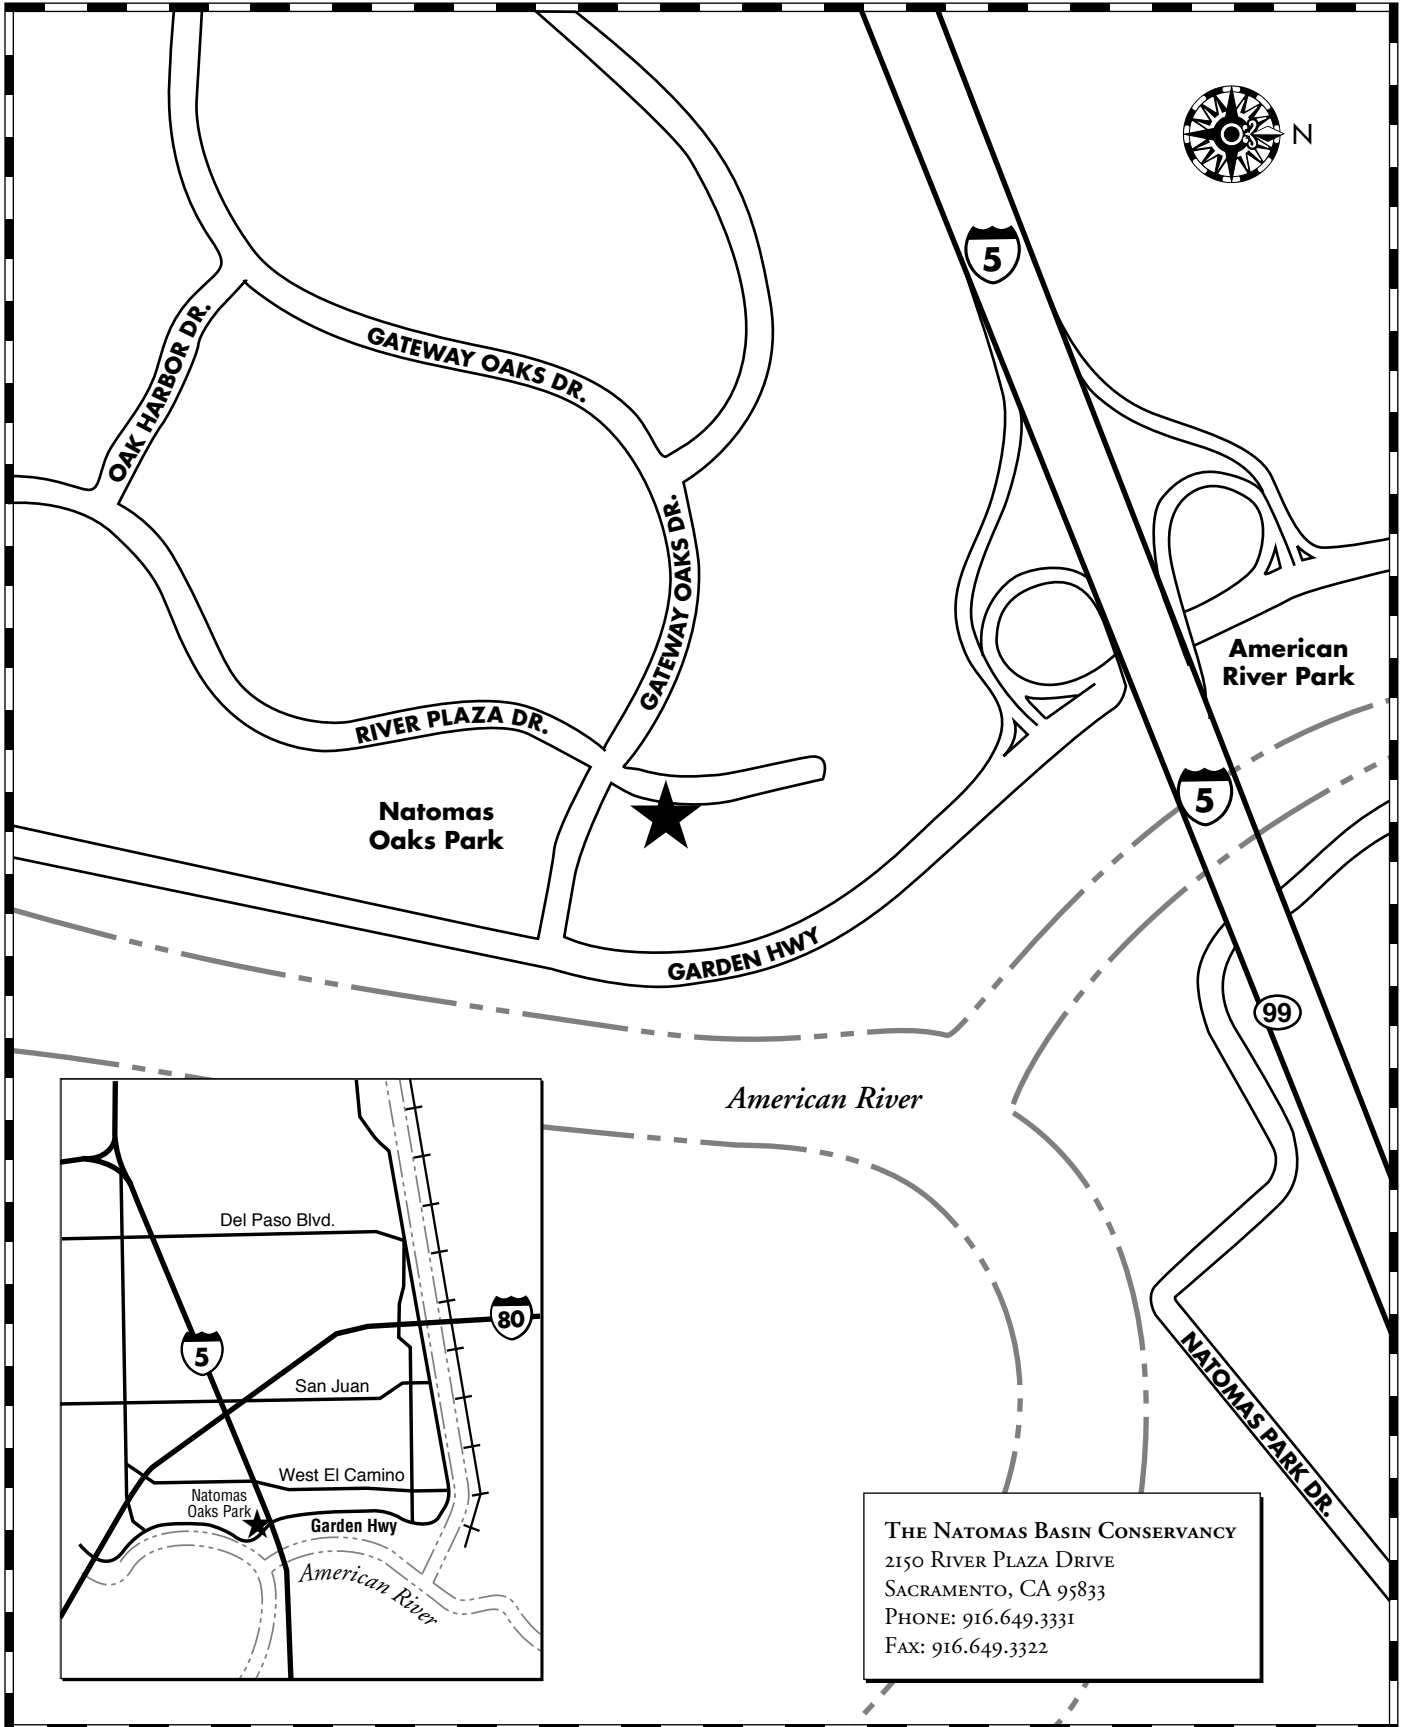 N
5
GATEWAY OAKS DR.
OAK HARBOR DR.
GATEWAY OAKS DR.
American
River Park
RIVER PLAZA DR.
5
Natomas
Oaks Park
GARDEN HWY
99
American River
Del Paso Blvd.
80
5
San Juan
West El Camino
Natomas
Oaks Park
Garden Hwy
American River
NATOMAS PARK DR.
THE NATOMAS BASIN CONSERVANCY
2150 RIVER PLAZA DRIVE
SACRAMENTO, CA 95833
PHONE: 916.649.3331
FAX: 916.649.3322